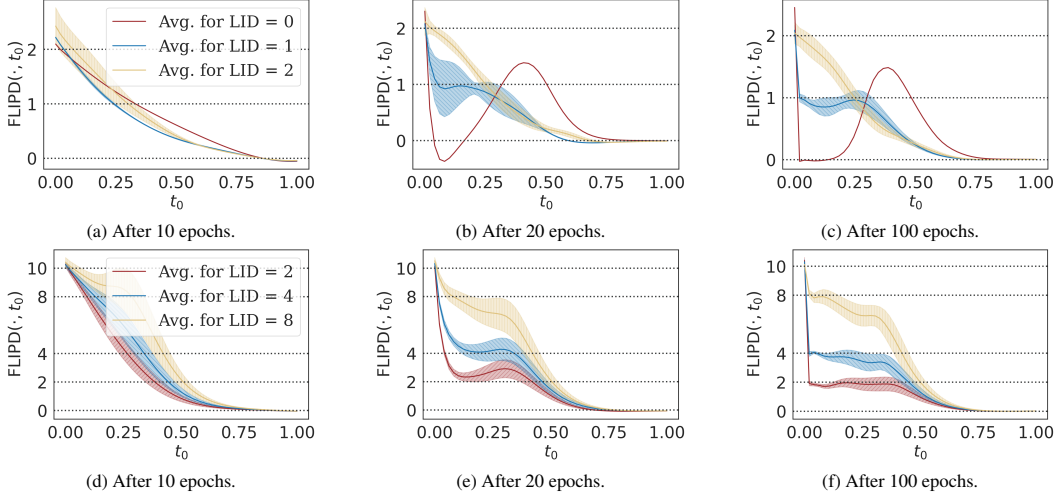 FLIPD(·, t0)
2
1
0
Avg. for LID = 0
Avg. for LID = 1
Avg. for LID = 2
0.00 0.25 0.50 0.75 1.00
t0
(a) After 10 epochs.
FLIPD(·, t0)
2
1
0
0.00 0.25 0.50 0.75 1.00
t0
(b) After 20 epochs.
FLIPD(·, t0)
2
1
0
0.00 0.25 0.50 0.75 1.00
t0
(c) After 100 epochs.
FLIPD(·, t0)
10
8
4
2
0
Avg. for LID = 2
Avg. for LID = 4
Avg. for LID = 8
0.00 0.25 0.50 0.75 1.00
t0
(d) After 10 epochs.
FLIPD(·, t0)
10
8
4
2
0
0.00 0.25 0.50 0.75 1.00
t0
(e) After 20 epochs.
FLIPD(·, t0)
10
8
4
2
0
0.00 0.25 0.50 0.75 1.00
t0
(f) After 100 epochs.